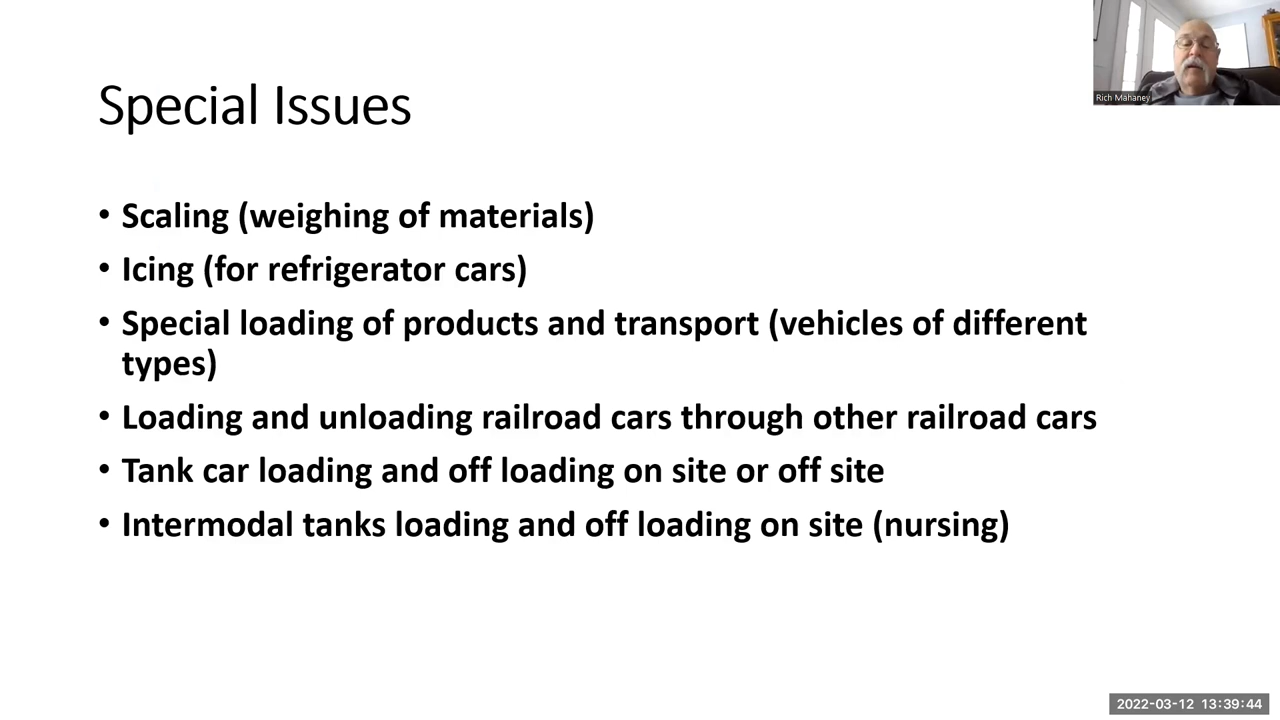 Rich Mahaney
Special Issues
• Scaling (weighing of materials)
• Icing (for refrigerator cars)
• Special loading of products and transport (vehicles of different
types)
• Loading and unloading railroad cars through other railroad cars
• Tank car loading and off loading on site or off site
• Intermodal tanks loading and off loading on site (nursing)
2022-03-12 13:39:44